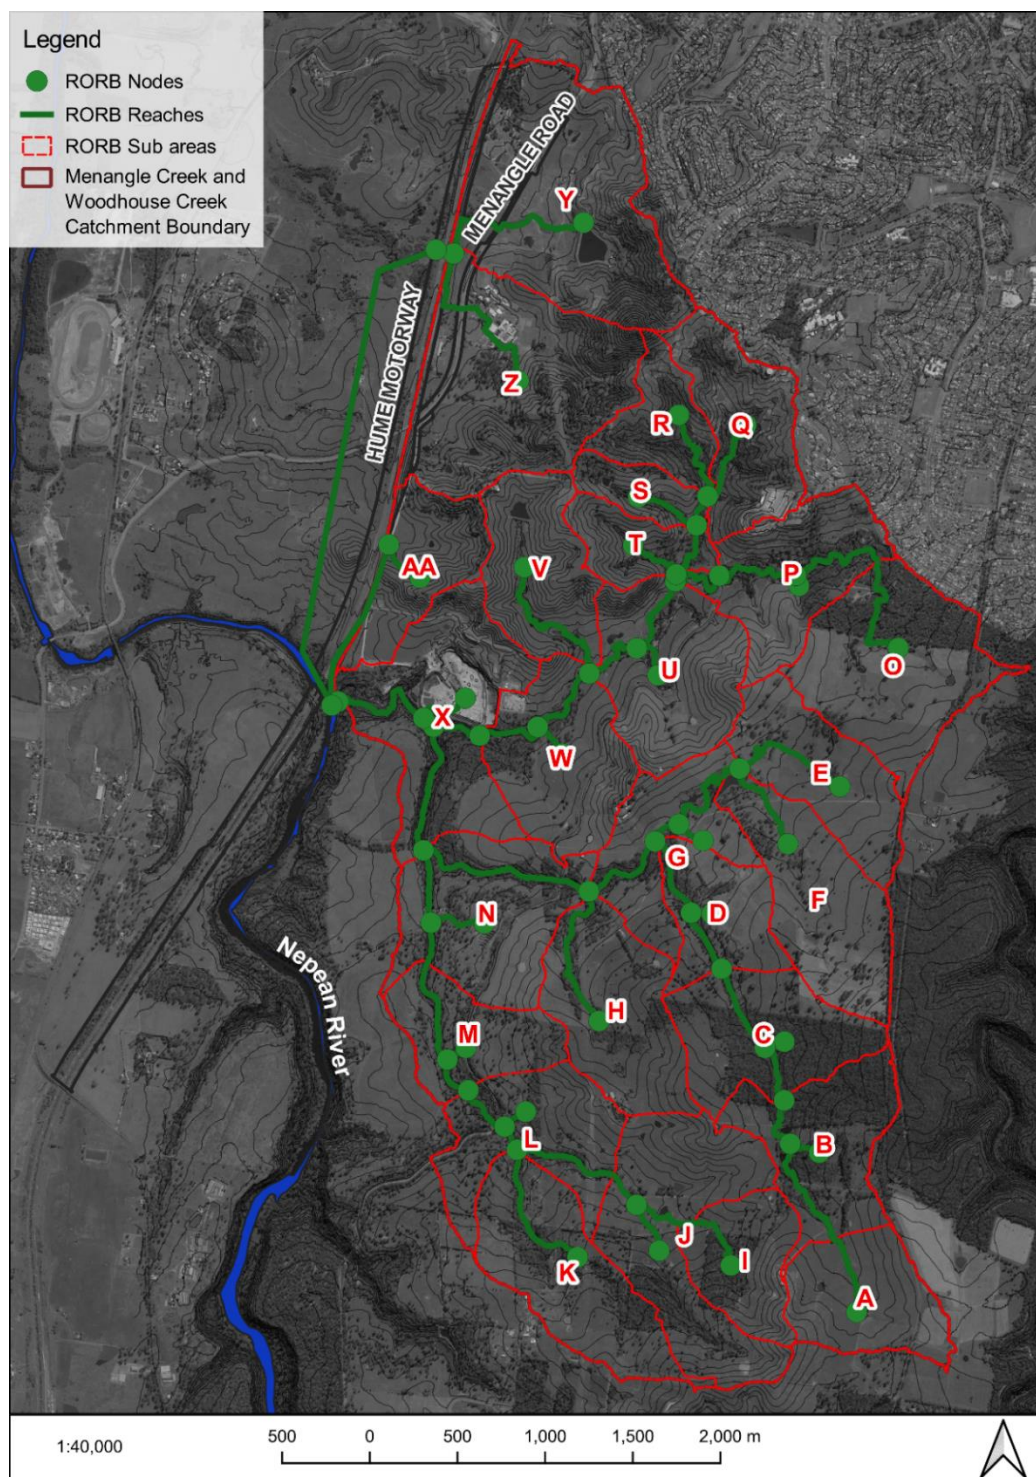 Legend
RORB Nodes
RORB Reaches
RORB Sub areas
Menangle Creek and
Woodhouse Creek
Catchment Boundary
MENANGLE ROAD
Y
HUME MOTORWAY
Z
R
Q
S
T
AA
V
P
O
U
X
W
E
G
F
D
N
Nepean River
H
C
M
L
B
J
I
K
A
1:40,000
500
0
500
1,000
1,500
2,000 m